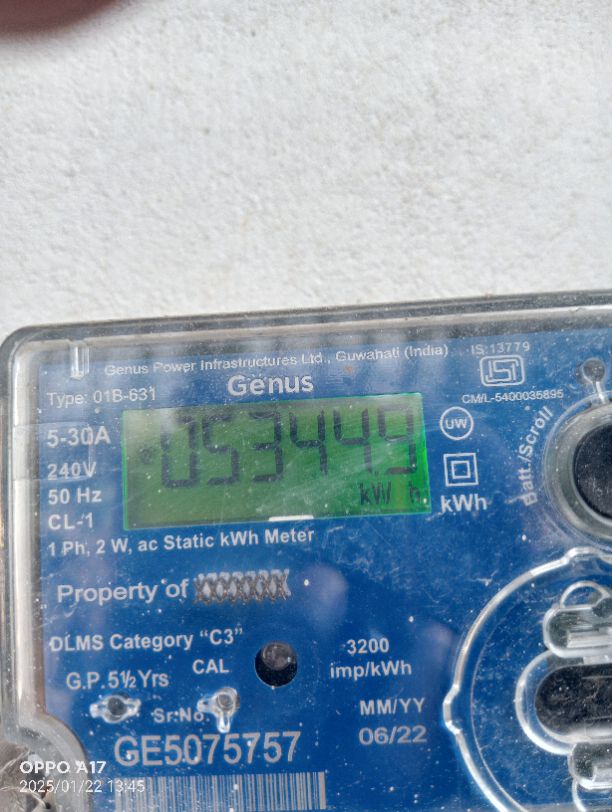 Genus Power Infrastructures Ltd., Guwahati (India)
IS:13779
Type: 01B-631
Genus
CM/L-5400035895
5-30A
053449
UW
240V
50 Hz
kW h
kWh
Batt./Scroll
CL-1
1 Ph, 2 W, ac Static kWh Meter
Property of XXXXXX
DLMS Category "C3"
3200
imp/kWh
G.P. 5½ Yrs
CAL
Sr.No.
MM/YY
06/22
GE5075757
OPPO A17
2025/01/22 13:45